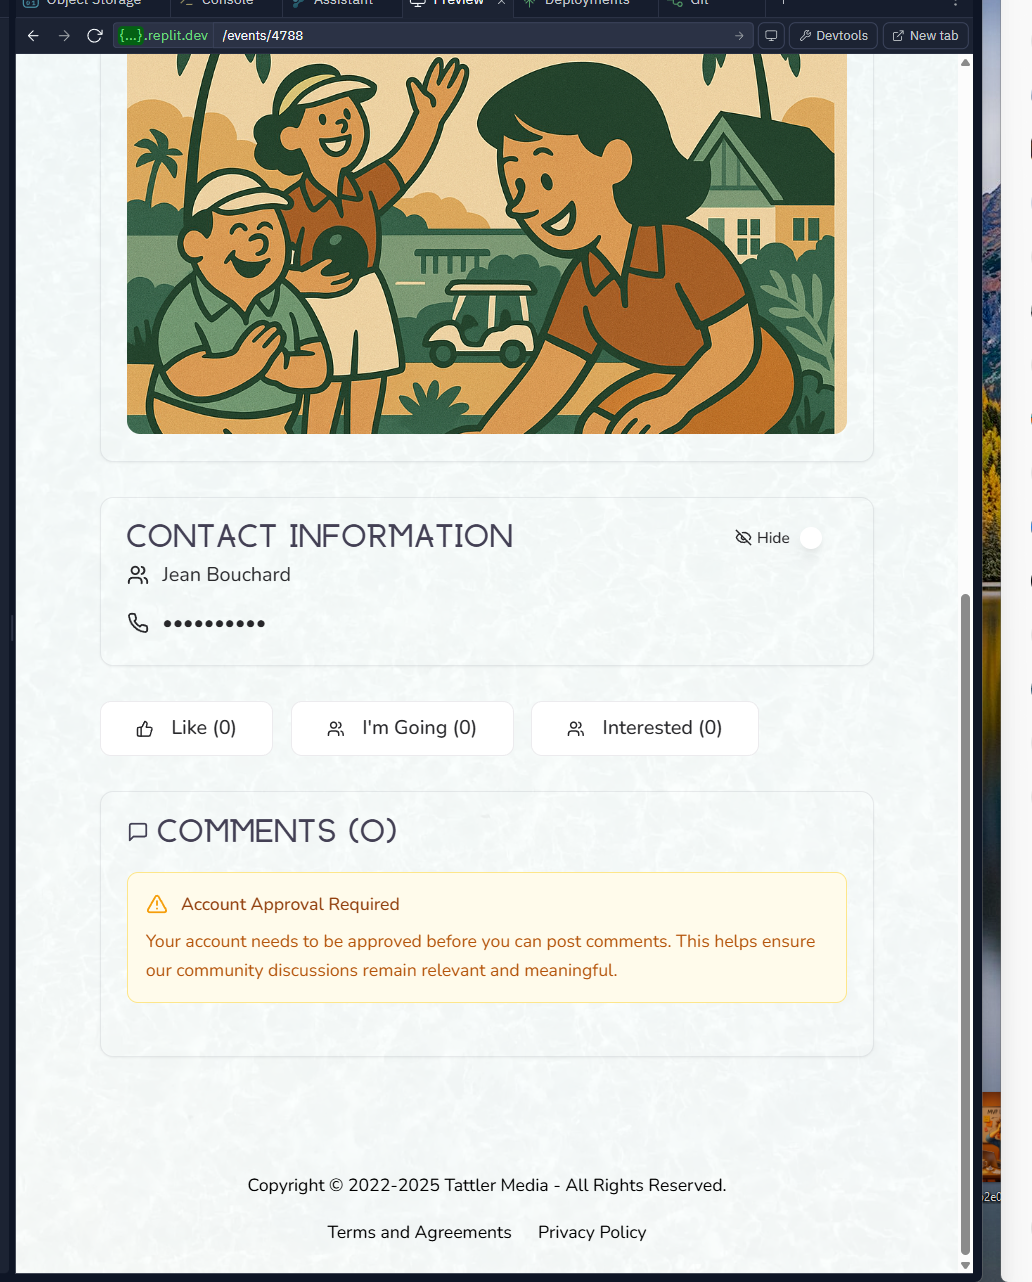 Object Storage
Console
Assistant
Preview
Deployments
Git
{...}.replit.dev
/events/4788
Devtools
New tab
CONTACT INFORMATION
Hide
Jean Bouchard
••••••••••
Like (0)
I'm Going (0)
Interested (0)
COMMENTS (0)
Account Approval Required
Your account needs to be approved before you can post comments. This helps ensure
our community discussions remain relevant and meaningful.
Copyright © 2022-2025 Tattler Media - All Rights Reserved.
Terms and Agreements
Privacy Policy